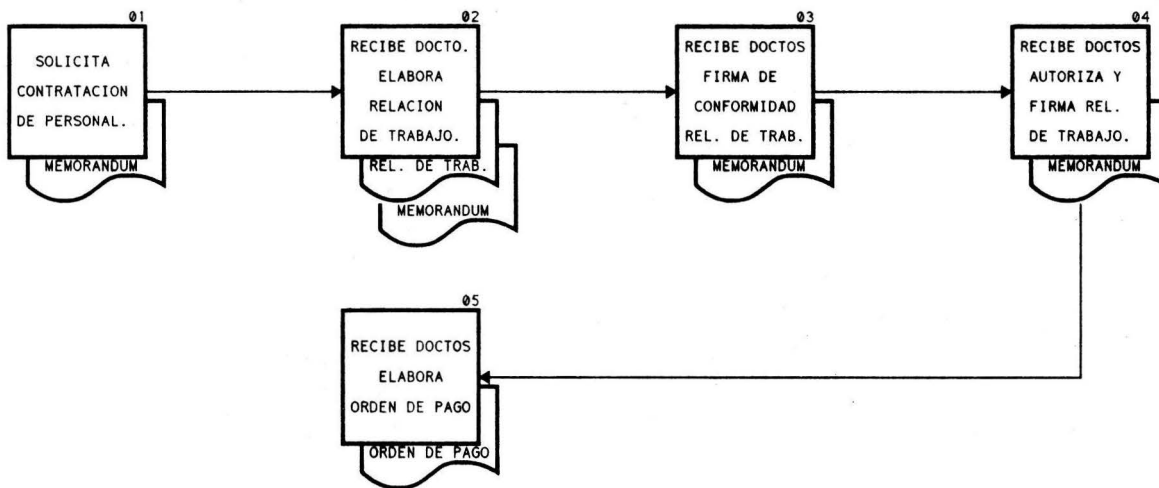 01
SOLICITA
CONTRATACION
DE PERSONAL.
MEMORANDUM
02
RECIBE DOCTO.
ELABORA
RELACION
DE TRABAJO.
REL. DE TRAB.
MEMORANDUM
03
RECIBE DOCTOS
FIRMA DE
CONFORMIDAD
REL. DE TRAB.
MEMORANDUM
04
RECIBE DOCTOS
AUTORIZA Y
FIRMA REL.
DE TRABAJO.
MEMORANDUM
05
RECIBE DOCTOS
ELABORA
ORDEN DE PAGO
ORDEN DE PAGO